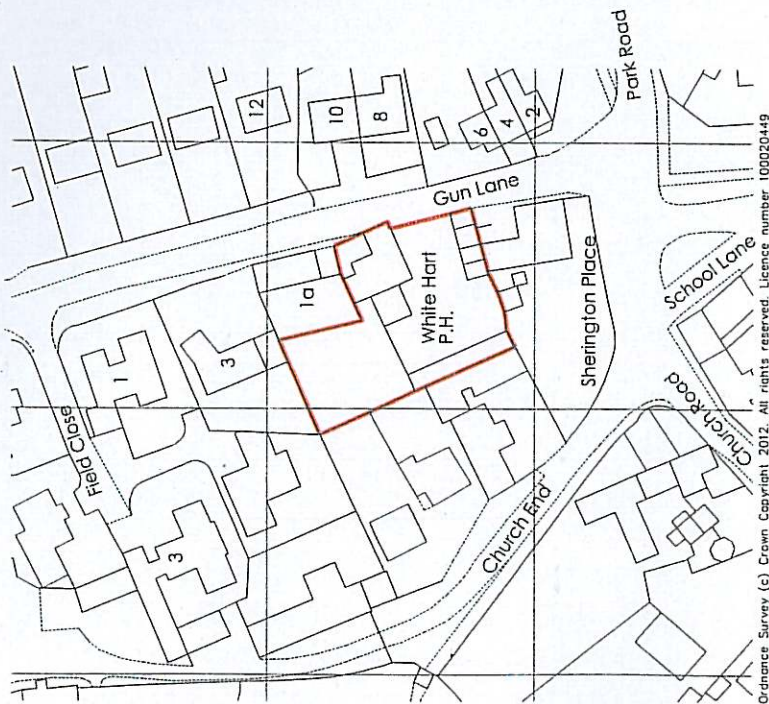 Field Close
1
3
3
1a
12
10
8
6
4
2
Gun Lane
White Hart
P.H.
Park Road
Sherington Place
School Lane
Church End
Church Road
Ordnance Survey (c) Crown Copyright 2012. All rights reserved. Licence number 100020449